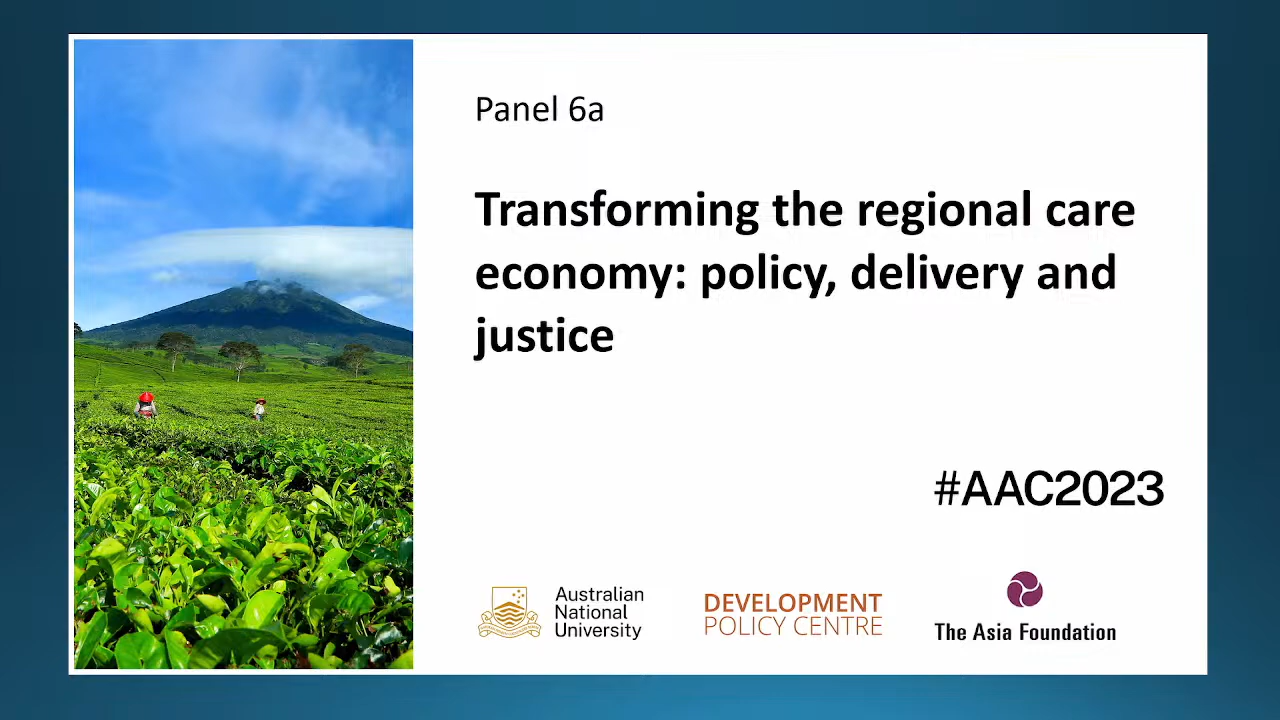 Panel 6a
Transforming the regional care
economy: policy, delivery and
justice
#AAC2023
Australian
National
University
DEVELOPMENT
POLICY CENTRE
The Asia Foundation